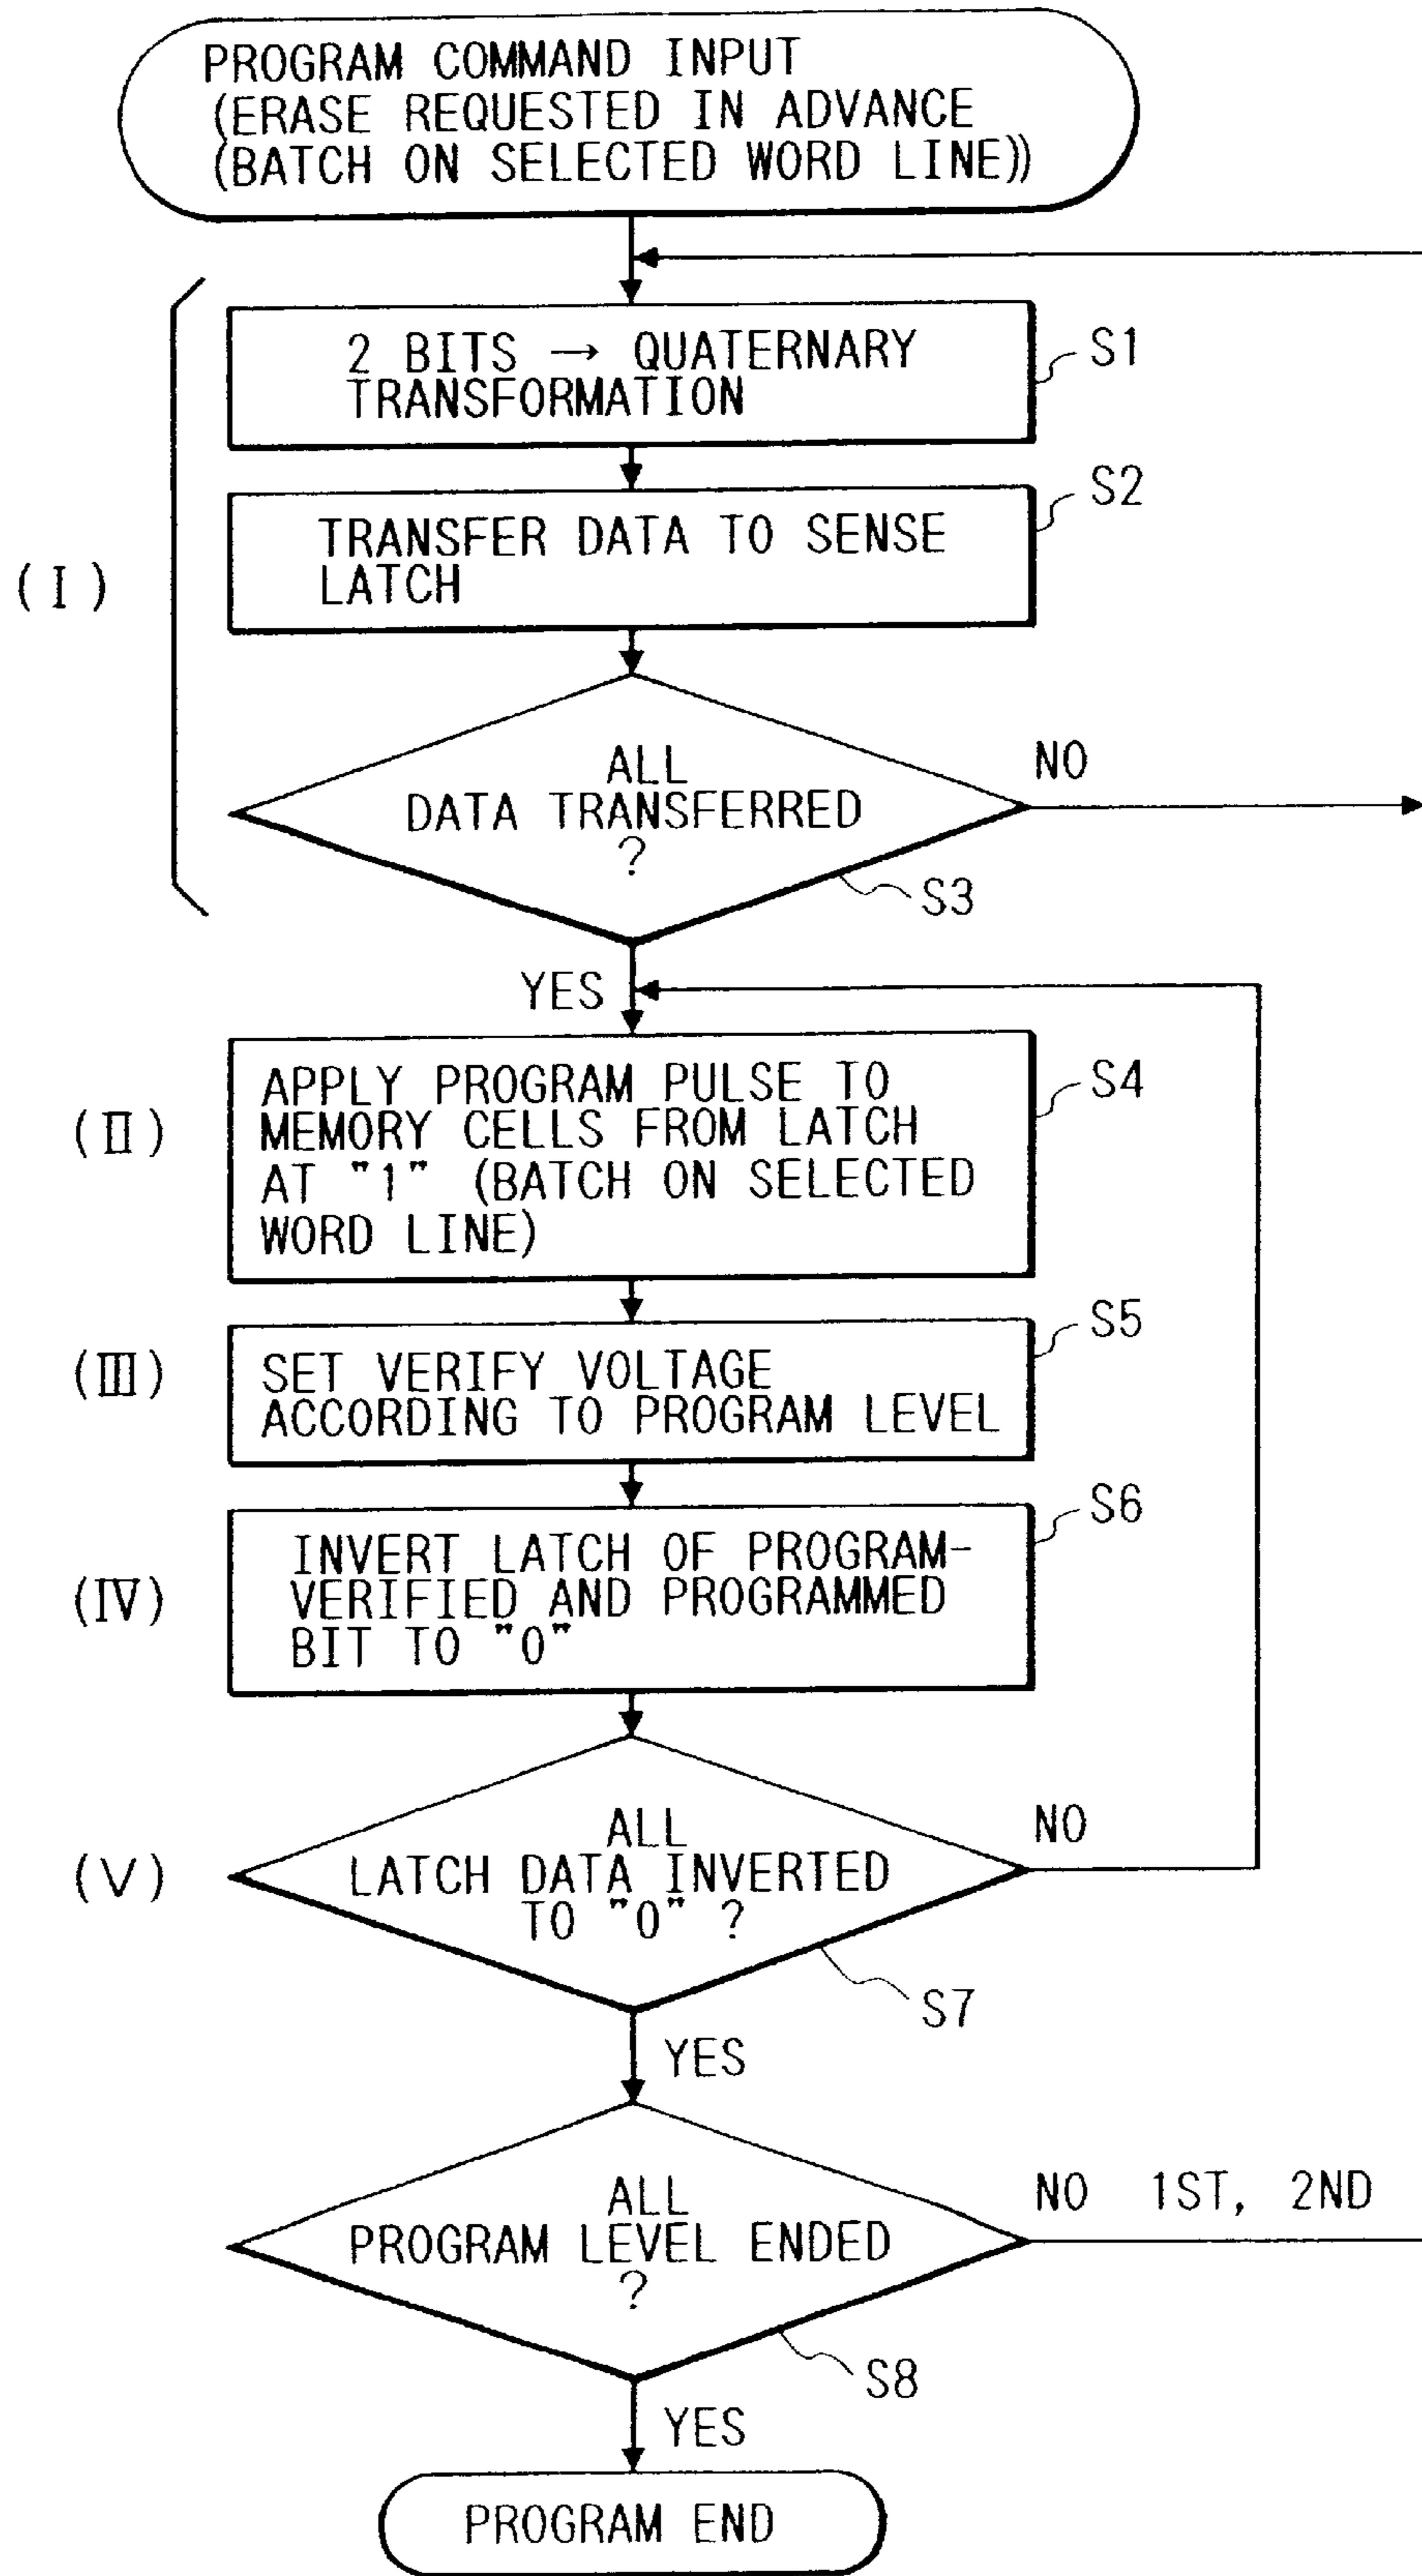 PROGRAM COMMAND INPUT
(ERASE REQUESTED IN ADVANCE
(BATCH ON SELECTED WORD LINE))
(I)
2 BITS → QUATERNARY
TRANSFORMATION
S1
TRANSFER DATA TO SENSE
LATCH
S2
ALL
DATA TRANSFERRED
?
NO
S3
YES
(II)
APPLY PROGRAM PULSE TO
MEMORY CELLS FROM LATCH
AT "1" (BATCH ON SELECTED
WORD LINE)
S4
(III)
SET VERIFY VOLTAGE
ACCORDING TO PROGRAM LEVEL
S5
(IV)
INVERT LATCH OF PROGRAM-
VERIFIED AND PROGRAMMED
BIT TO "0"
S6
(V)
ALL
LATCH DATA INVERTED
TO "0" ?
NO
S7
YES
ALL
PROGRAM LEVEL ENDED
?
NO 1ST, 2ND
S8
YES
PROGRAM END